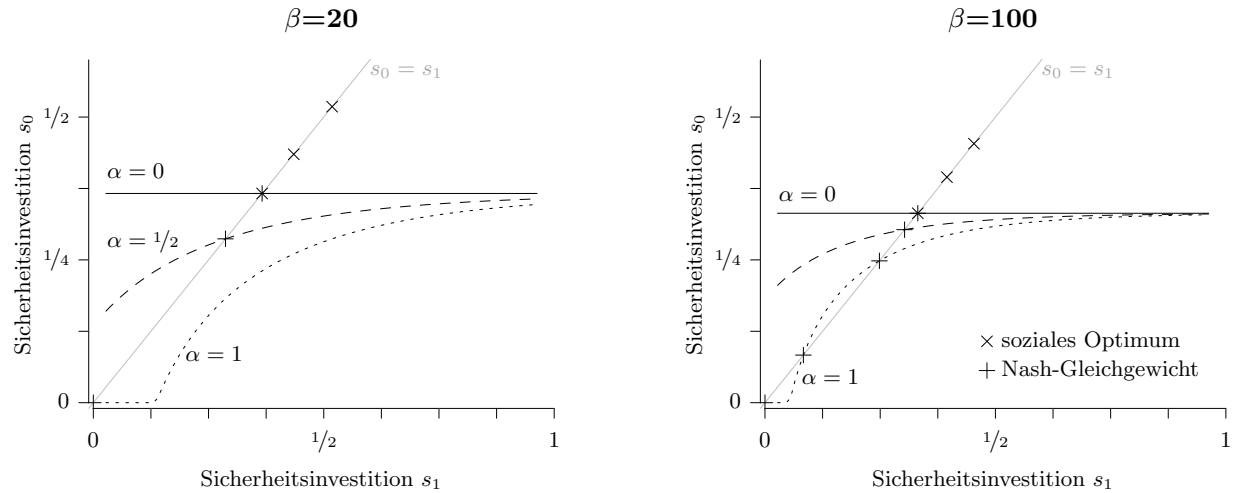 β=20
s₀ = s₁
1/2
1/4
0
Sicherheitsinvestition s₀
α = 0
α = 1/2
α = 1
0
1/2
1
Sicherheitsinvestition s₁
β=100
s₀ = s₁
1/2
1/4
0
Sicherheitsinvestition s₀
α = 0
α = 1
× soziales Optimum
+ Nash-Gleichgewicht
0
1/2
1
Sicherheitsinvestition s₁